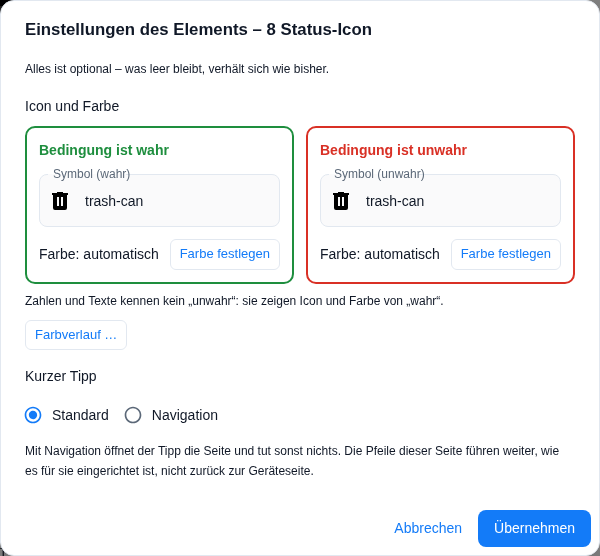 Einstellungen des Elements – 8 Status-Icon
Alles ist optional – was leer bleibt, verhält sich wie bisher.
Icon und Farbe
Bedingung ist wahr
Symbol (wahr)
trash-can
Farbe: automatisch
Farbe festlegen
Bedingung ist unwahr
Symbol (unwahr)
trash-can
Farbe: automatisch
Farbe festlegen
Zahlen und Texte kennen kein „unwahr“: sie zeigen Icon und Farbe von „wahr“.
Farbverlauf …
Kurzer Tipp
Standard
Navigation
Mit Navigation öffnet der Tipp die Seite und tut sonst nichts. Die Pfeile dieser Seite führen weiter, wie
es für sie eingerichtet ist, nicht zurück zur Geräteseite.
Abbrechen
Übernehmen